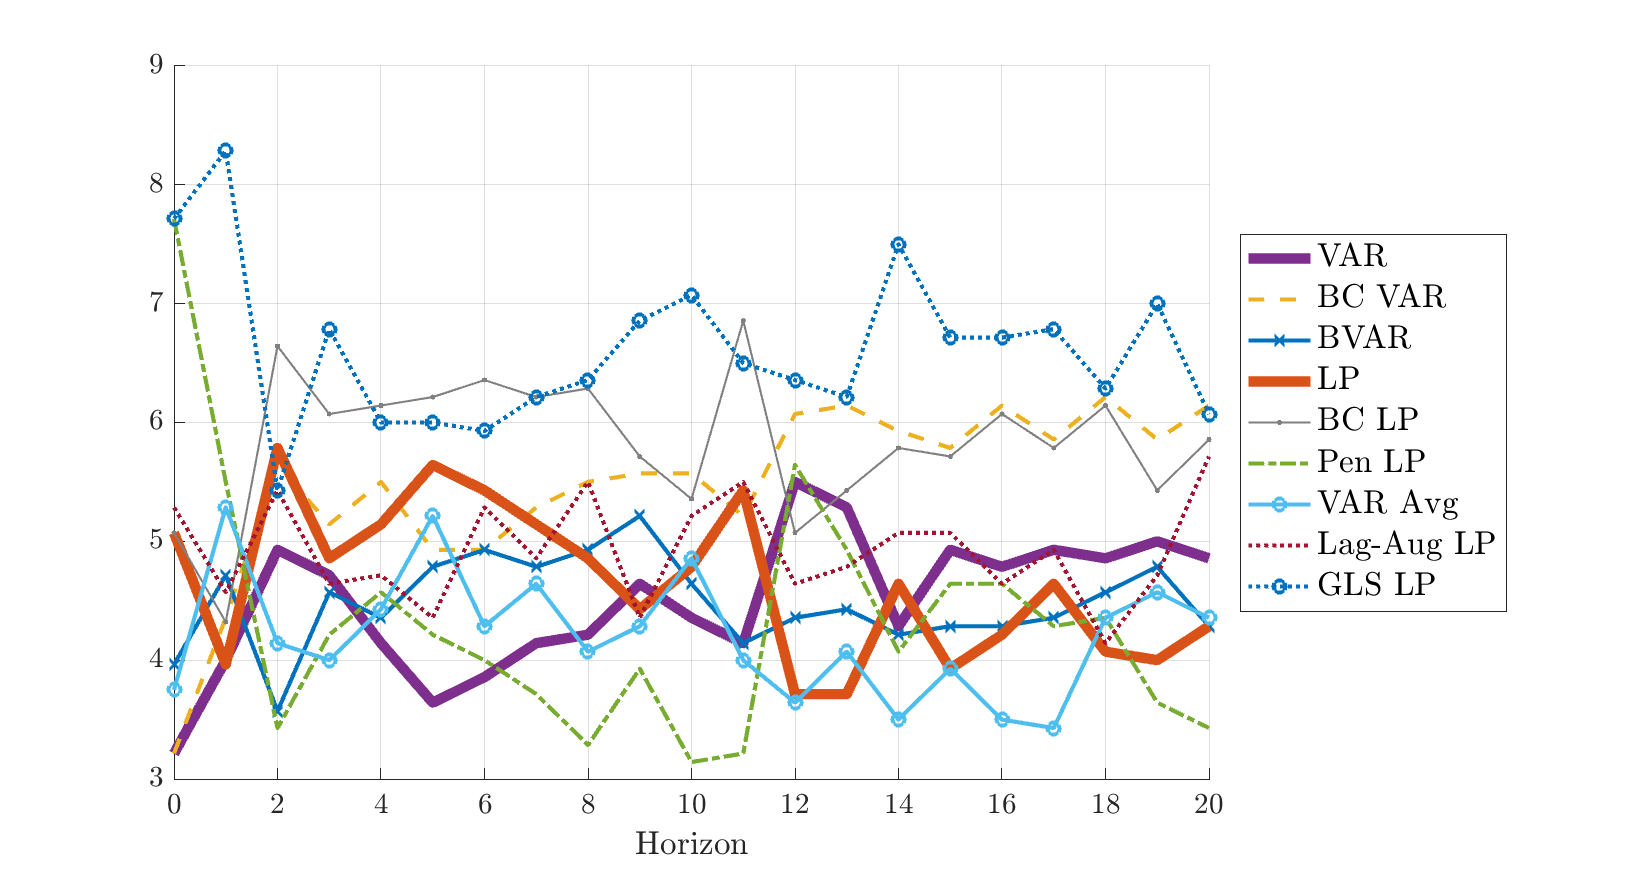 9
8
7
6
5
4
3
0 2 4 6 8 10 12 14 16 18 20
Horizon
VAR
BC VAR
BVAR
LP
BC LP
Pen LP
VAR Avg
Lag-Aug LP
GLS LP